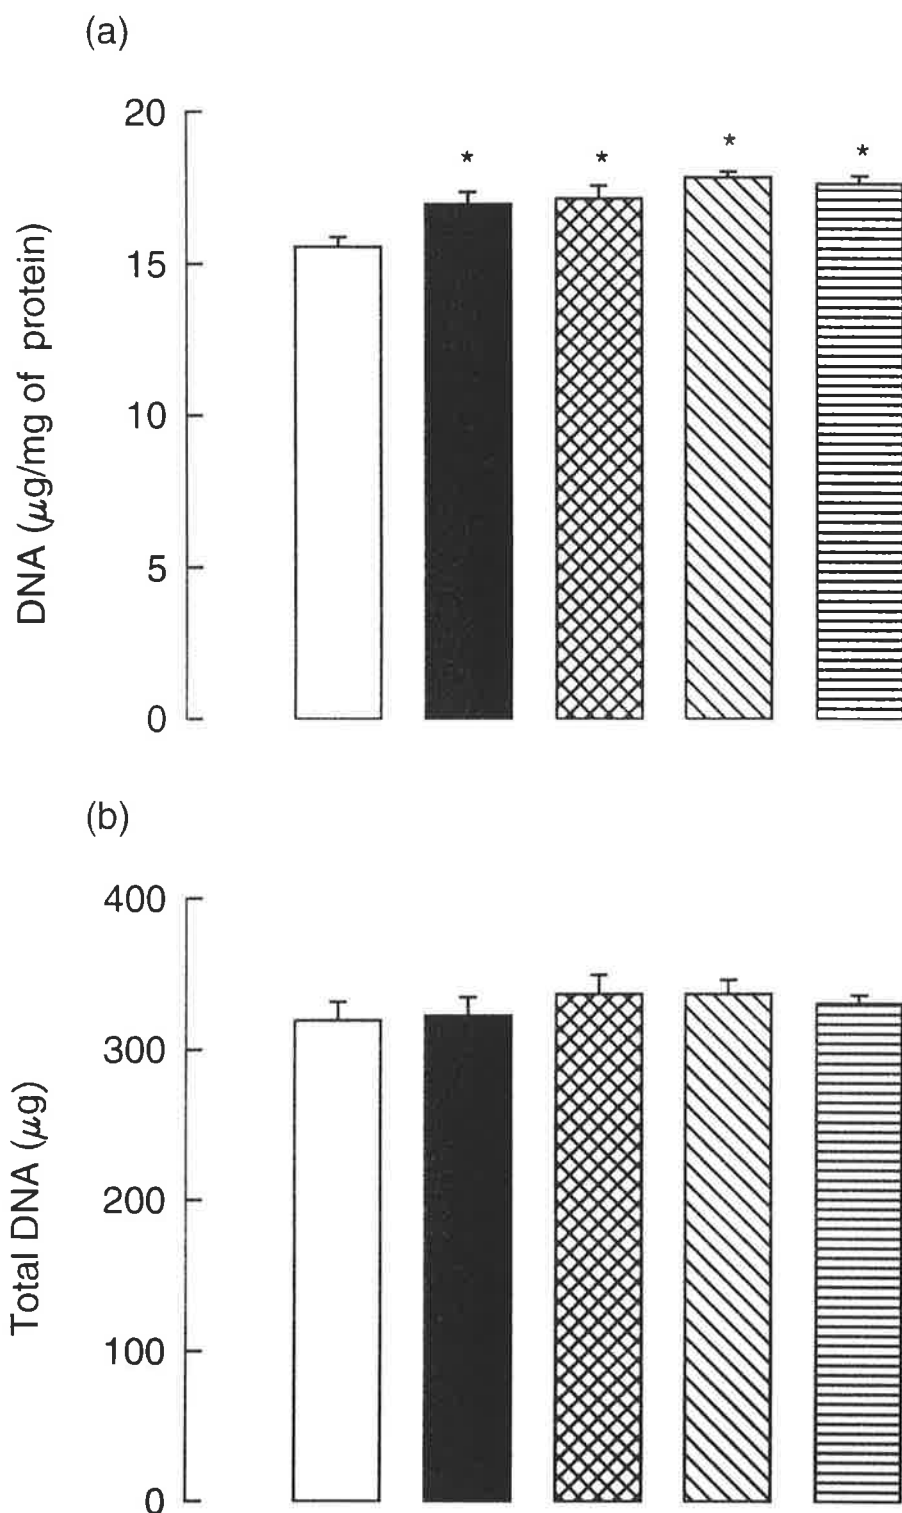 (a)
DNA (μg/mg of protein)
20
15
10
5
0
* * * *
(b)
Total DNA (μg)
400
300
200
100
0